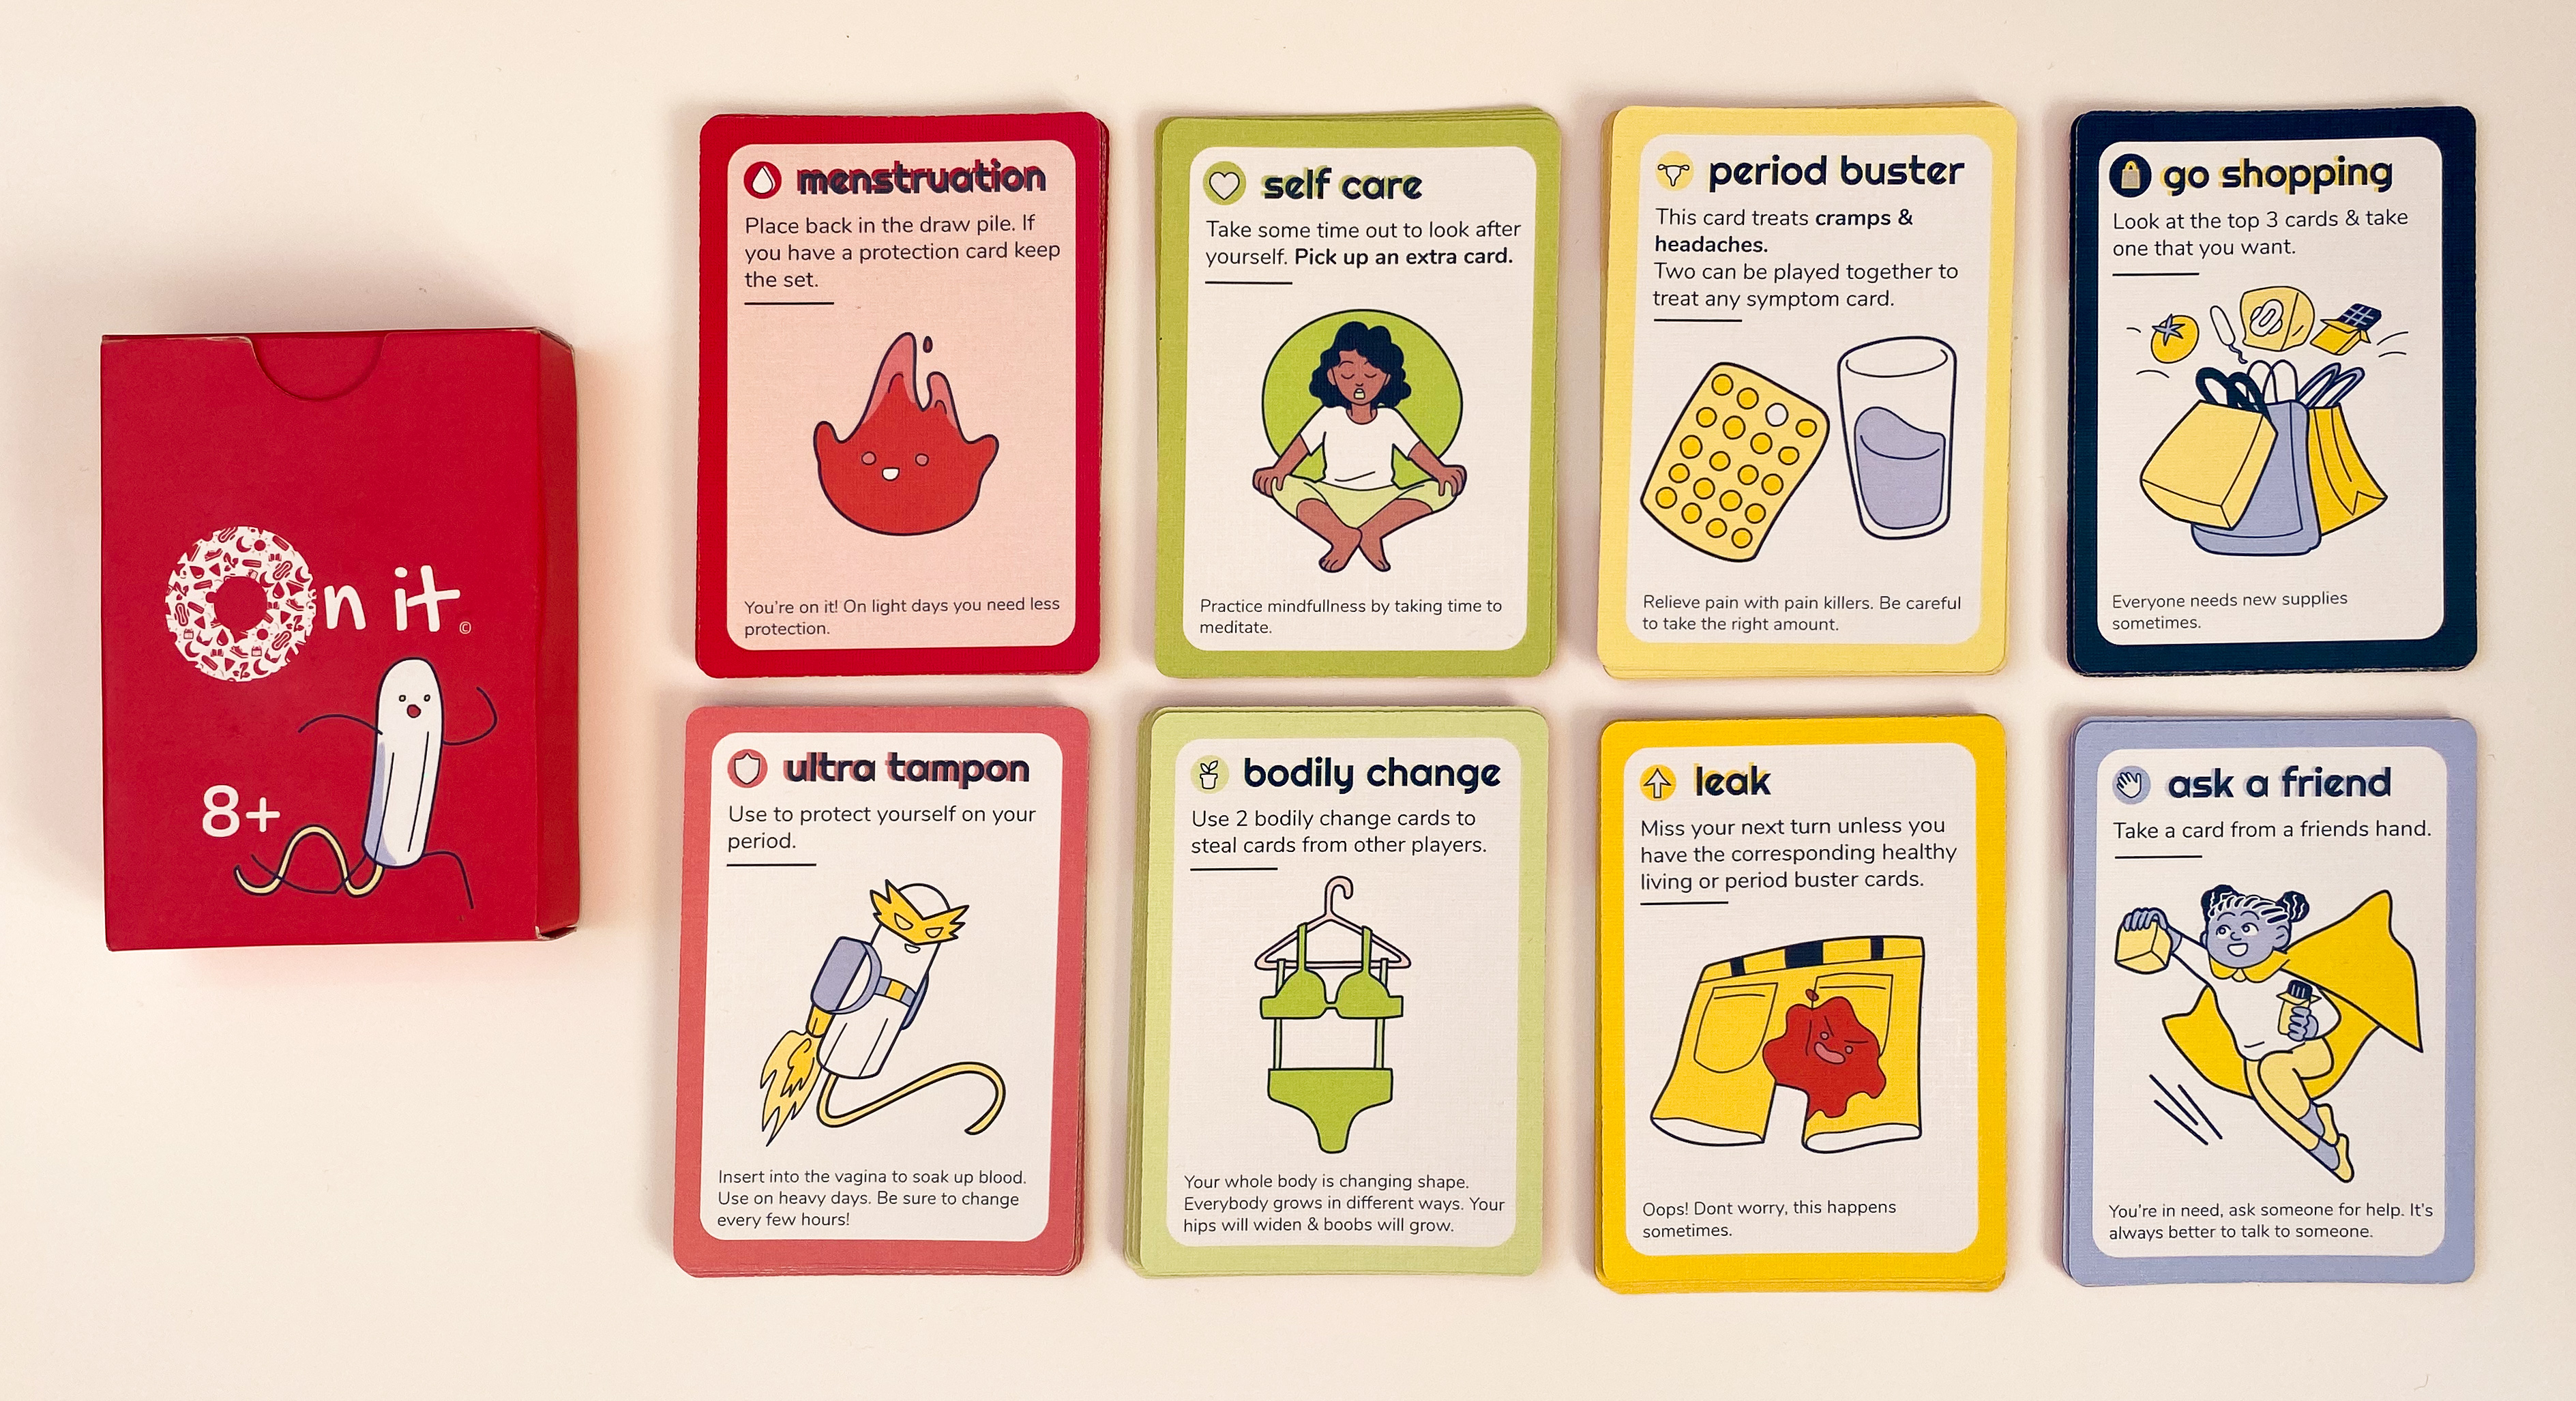 On it ©
8+
menstruation
Place back in the draw pile. If
you have a protection card keep
the set.
You're on it! On light days you need less
protection.
self care
Take some time out to look after
yourself. Pick up an extra card.
Practice mindfullness by taking time to
meditate.
period buster
This card treats cramps &
headaches.
Two can be played together to
treat any symptom card.
Relieve pain with pain killers. Be careful
to take the right amount.
go shopping
Look at the top 3 cards & take
one that you want.
Everyone needs new supplies
sometimes.
ultra tampon
Use to protect yourself on your
period.
Insert into the vagina to soak up blood.
Use on heavy days. Be sure to change
every few hours!
bodily change
Use 2 bodily change cards to
steal cards from other players.
Your whole body is changing shape.
Everybody grows in different ways. Your
hips will widen & boobs will grow.
leak
Miss your next turn unless you
have the corresponding healthy
living or period buster cards.
Oops! Dont worry, this happens
sometimes.
ask a friend
Take a card from a friends hand.
You're in need, ask someone for help. It's
always better to talk to someone.